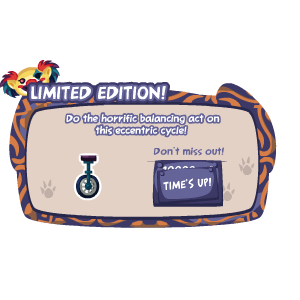 LIMITED EDITION!
Do the horrific balancing act on
this eccentric cycle!
Don't miss out!
TIME'S UP!